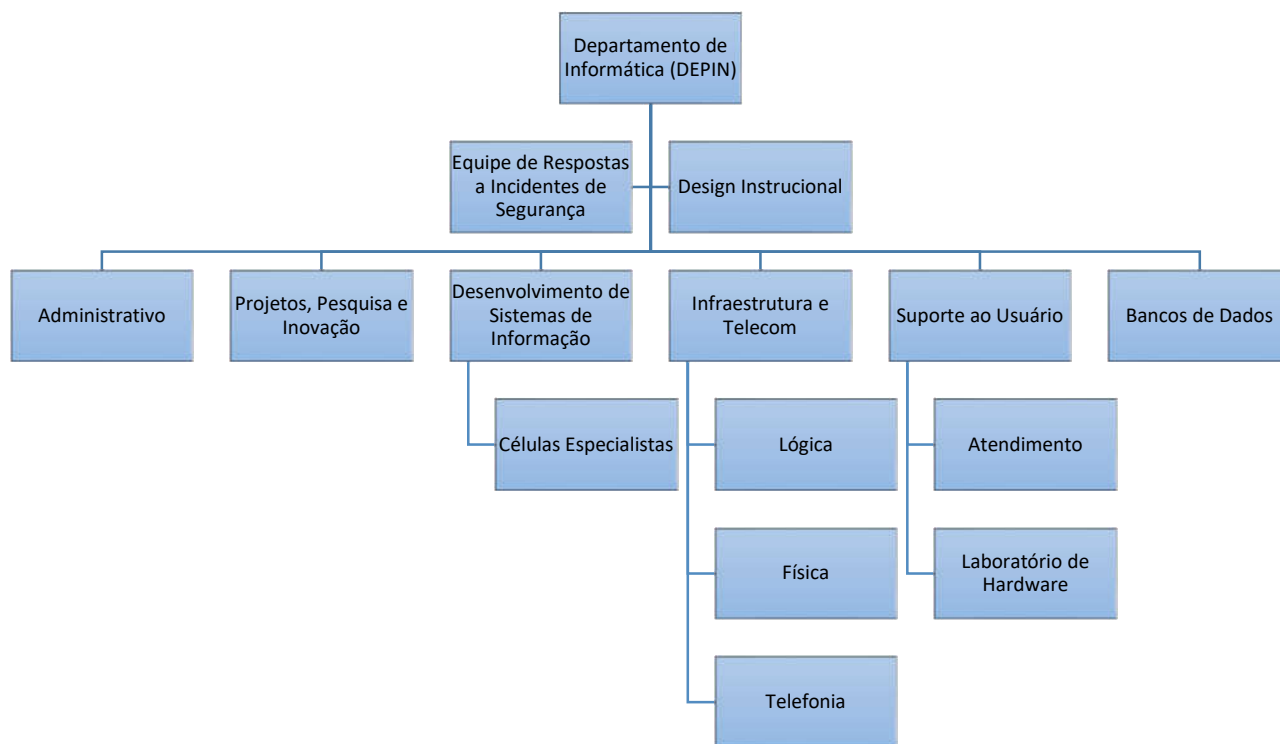 Departamento de
Informática (DEPIN)
Equipe de Respostas
a Incidentes de
Segurança
Design Instrucional
Administrativo
Projetos, Pesquisa e
Inovação
Desenvolvimento de
Sistemas de
Informação
Infraestrutura e
Telecom
Suporte ao Usuário
Bancos de Dados
Células Especialistas
Lógica
Atendimento
Física
Laboratório de
Hardware
Telefonia